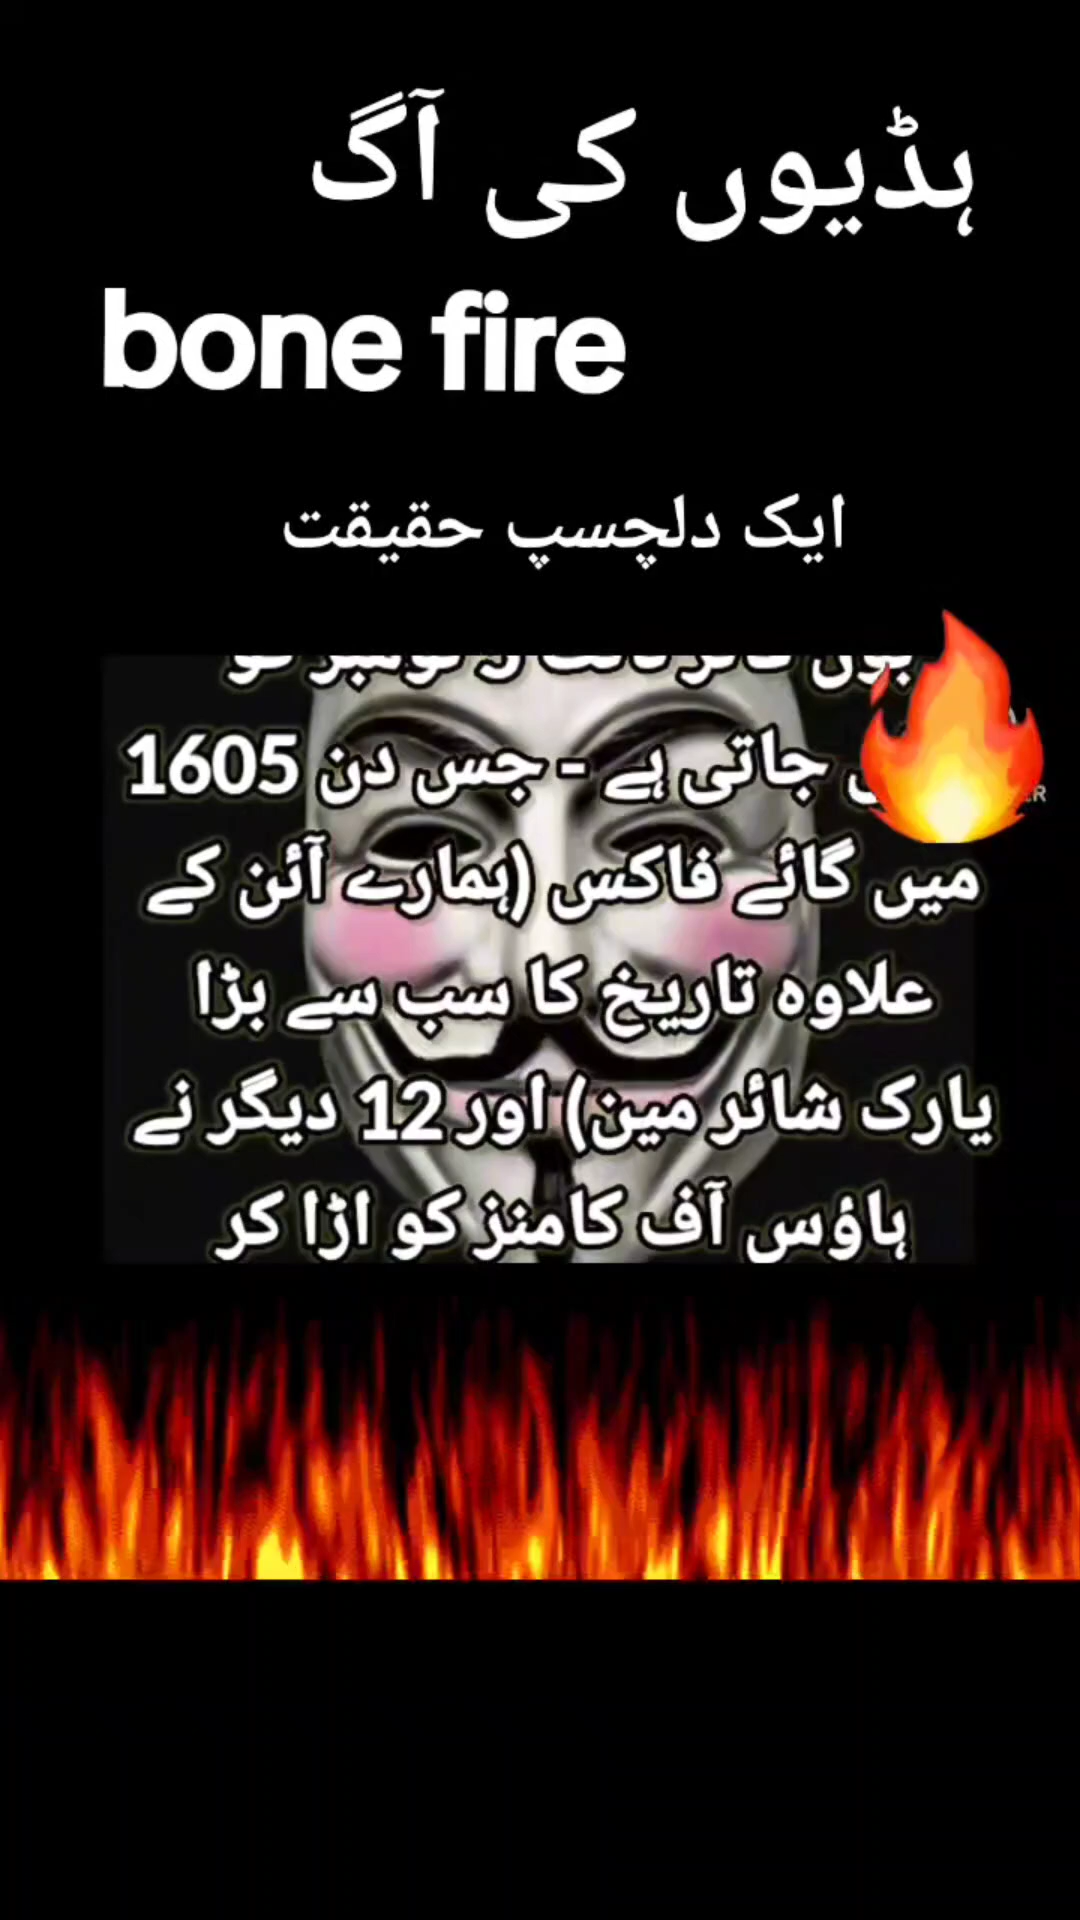 ہڈیوں کی آگ
bone fire
ایک دلچسپ حقیقت
نومبر کو
جاتی ہے - جس دن 1605
میں گائے فاکس (ہمارے آئن کے
علاوہ تاریخ کا سب سے بڑا
یارک شائر مین) اور 12 دیگر نے
ہاؤس آف کامنز کو اڑا کر